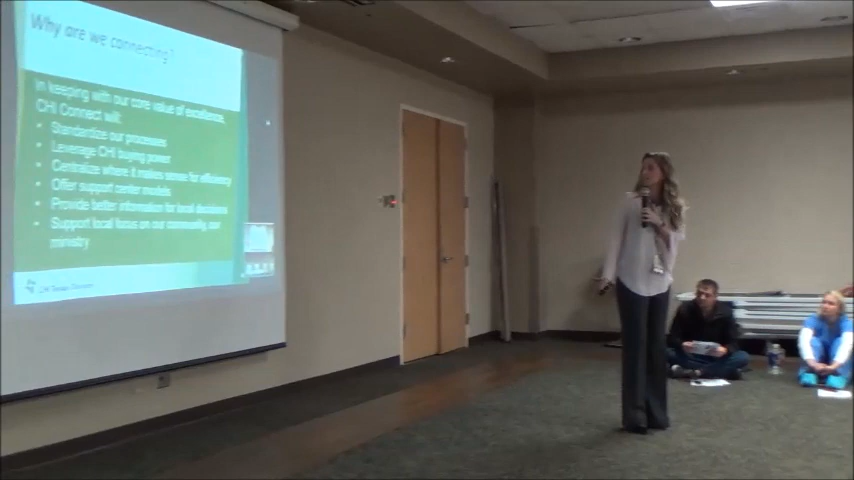 Why are we connecting?
In keeping with our core value of excellence,
CHI Connect will:
• Standardize our processes
• Leverage CHI buying power
• Centralize where it makes sense for efficiency
• Offer support center models
• Provide better information for local decisions
• Support local focus on our community, our
ministry